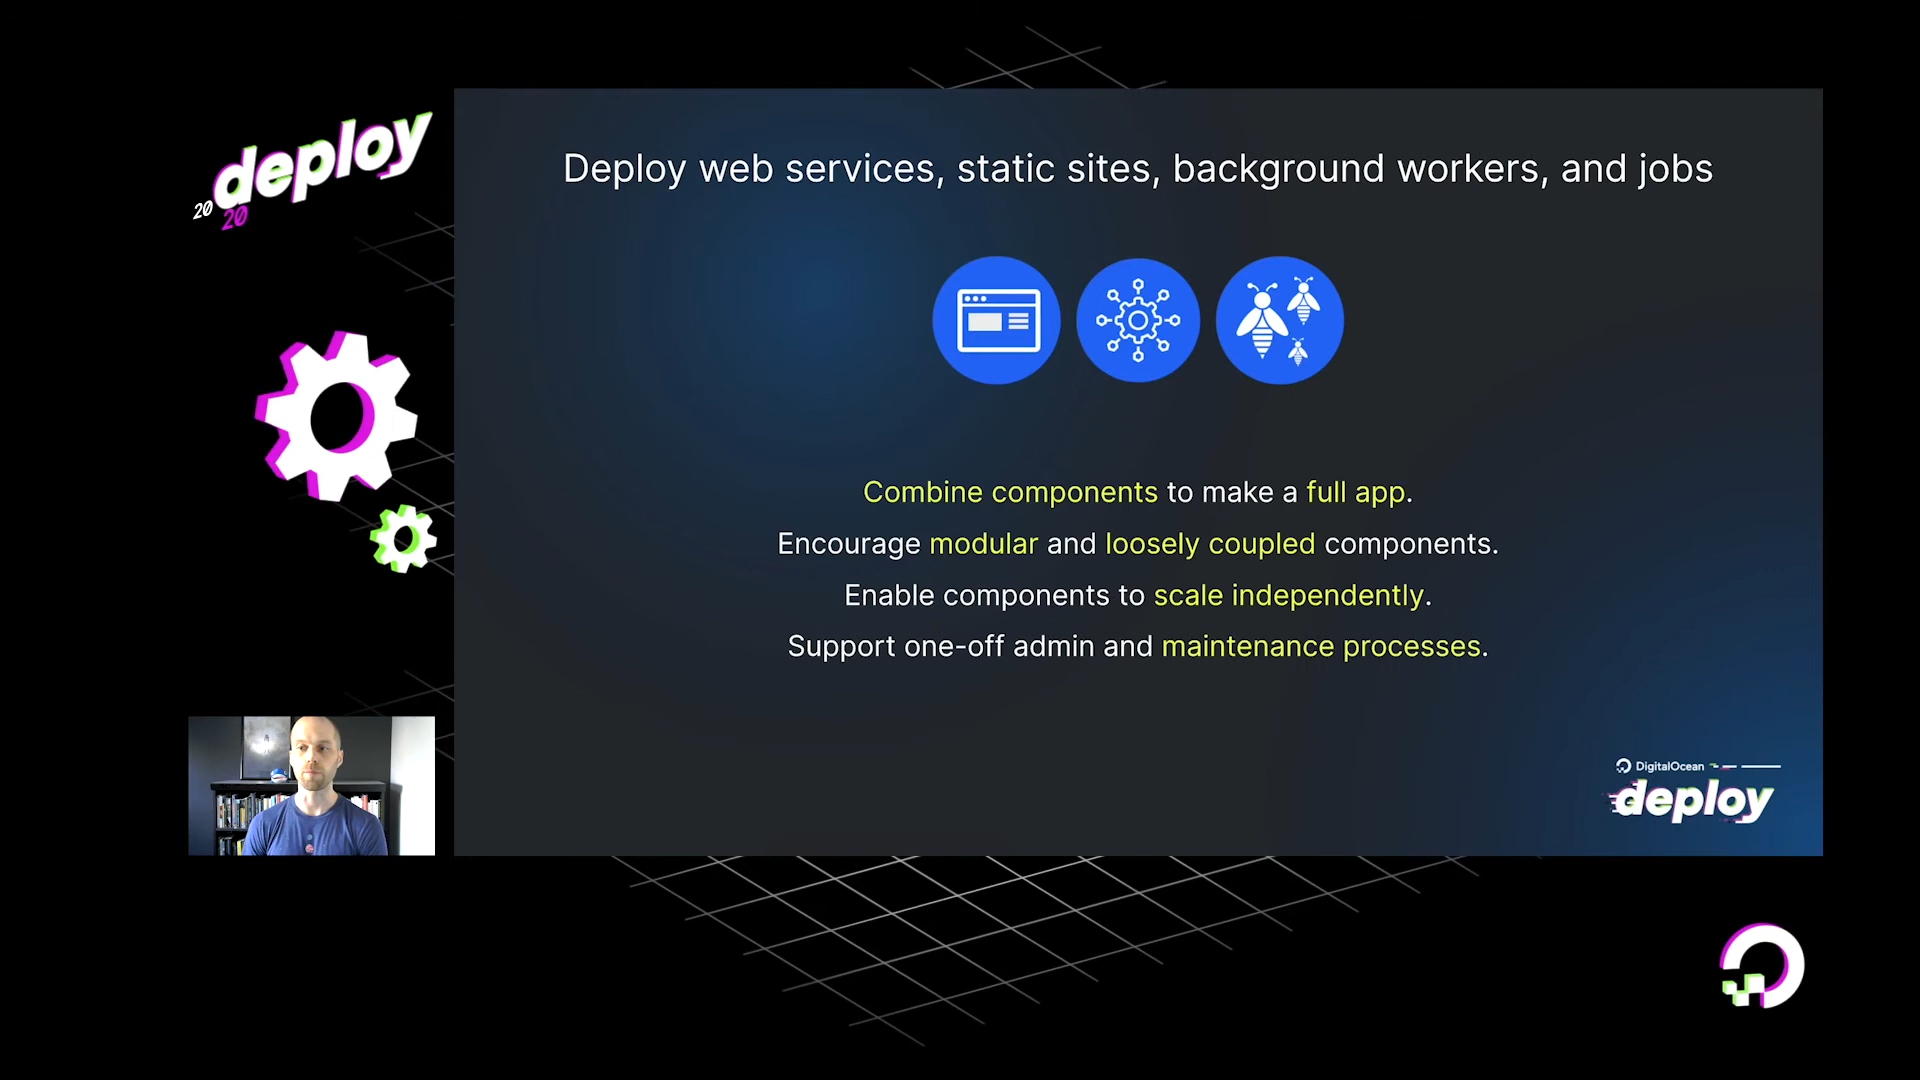 deploy
20
20
Deploy web services, static sites, background workers, and jobs
Combine components to make a full app.
Encourage modular and loosely coupled components.
Enable components to scale independently.
Support one-off admin and maintenance processes.
DigitalOcean
deploy